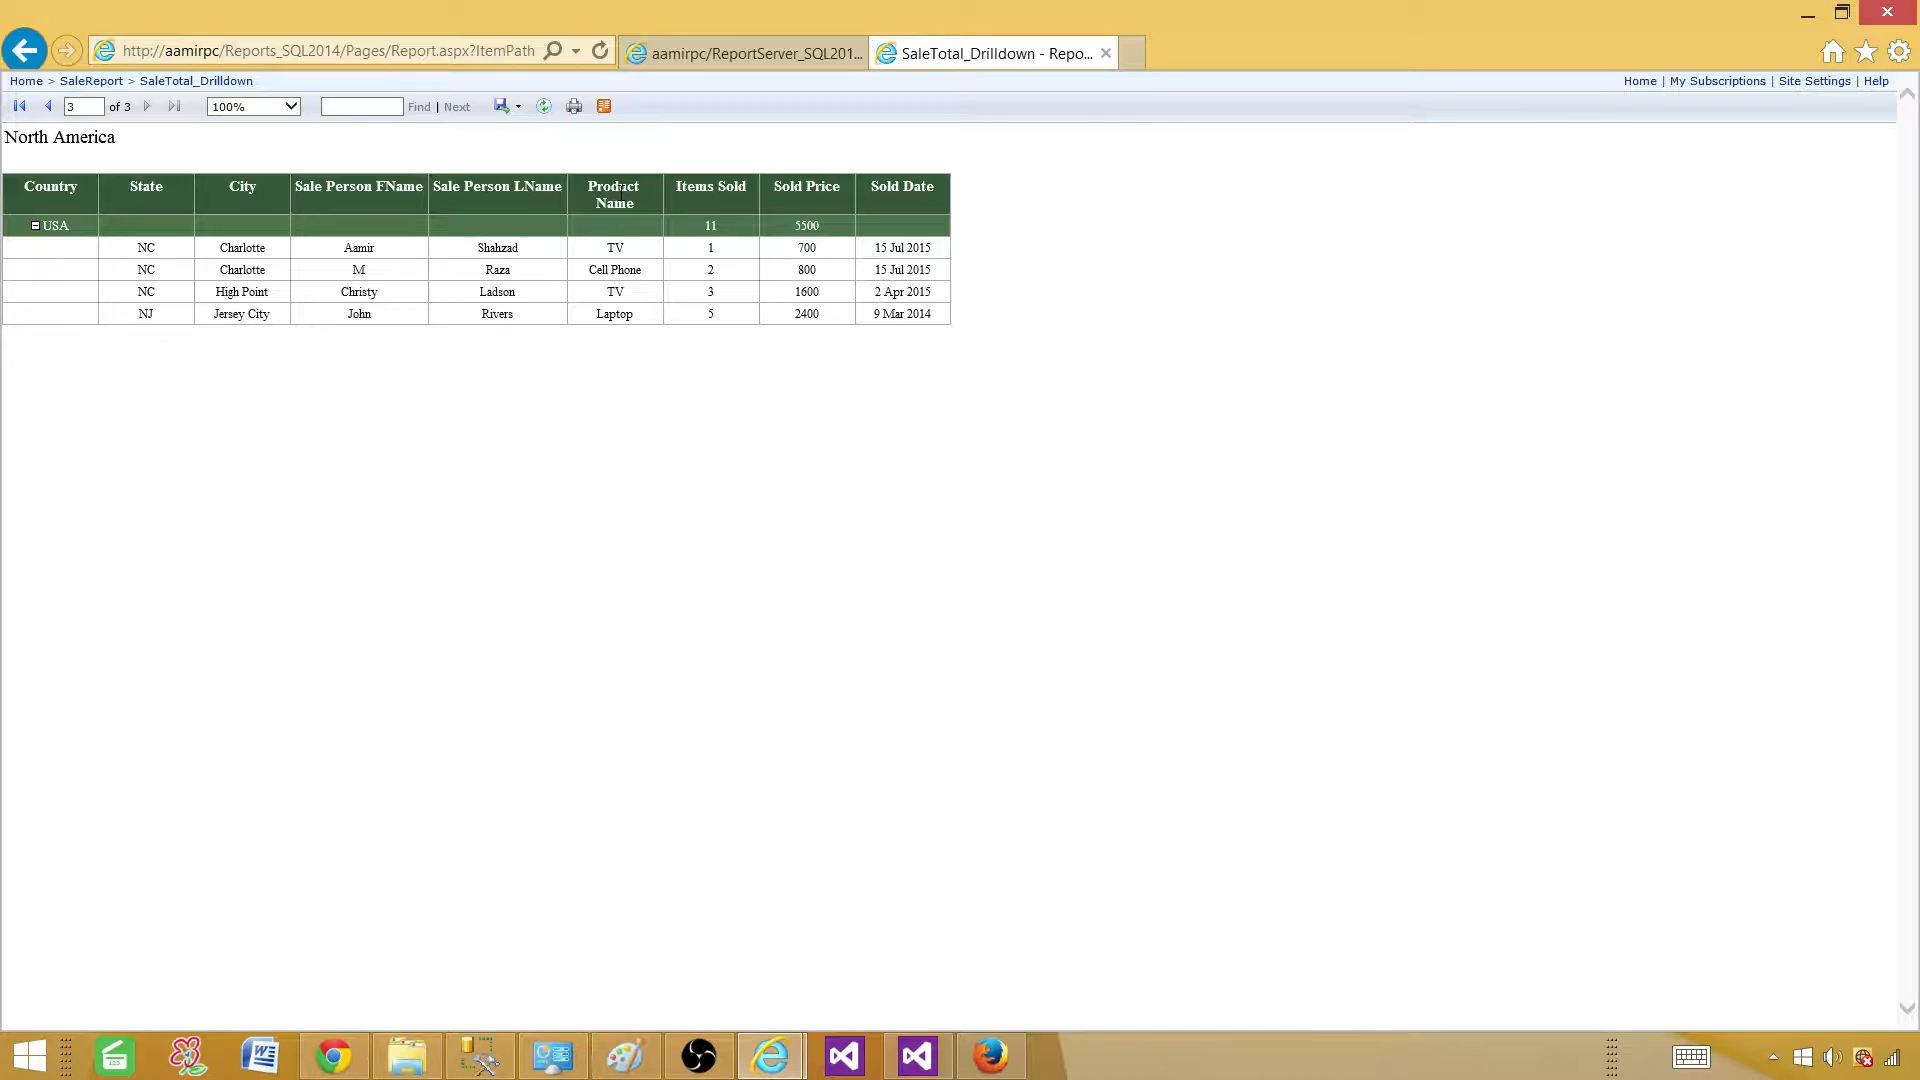 http://aamirpc/Reports_SQL2014/Pages/Report.aspx?ItemPath
aamirpc/ReportServer_SQL201...
SaleTotal_Drilldown - Repo...
Home > SaleReport > SaleTotal_Drilldown
Home | My Subscriptions | Site Settings | Help
3 of 3 100% Find | Next
North America
Country State City Sale Person FName Sale Person LName Product Name Items Sold Sold Price Sold Date
USA 11 5500
NC Charlotte Aamir Shahzad TV 1 700 15 Jul 2015
NC Charlotte M Raza Cell Phone 2 800 15 Jul 2015
NC High Point Christy Ladson TV 3 1600 2 Apr 2015
NJ Jersey City John Rivers Laptop 5 2400 9 Mar 2014